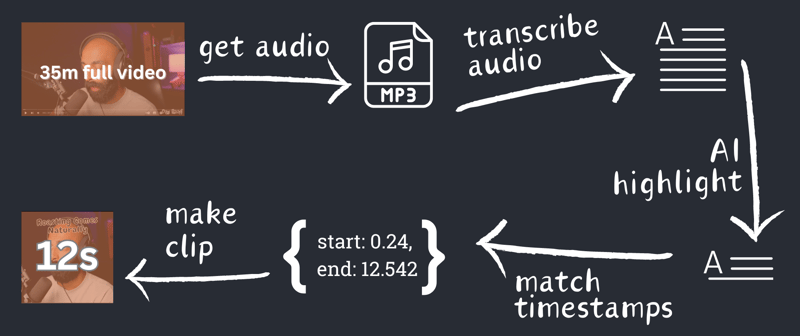 35m full video
get audio
MP3
transcribe
audio
A
AI
highlight
A
match
timestamps
{ start: 0.24,
end: 12.542 }
make
clip
Reacting Comes
Naturally
12s